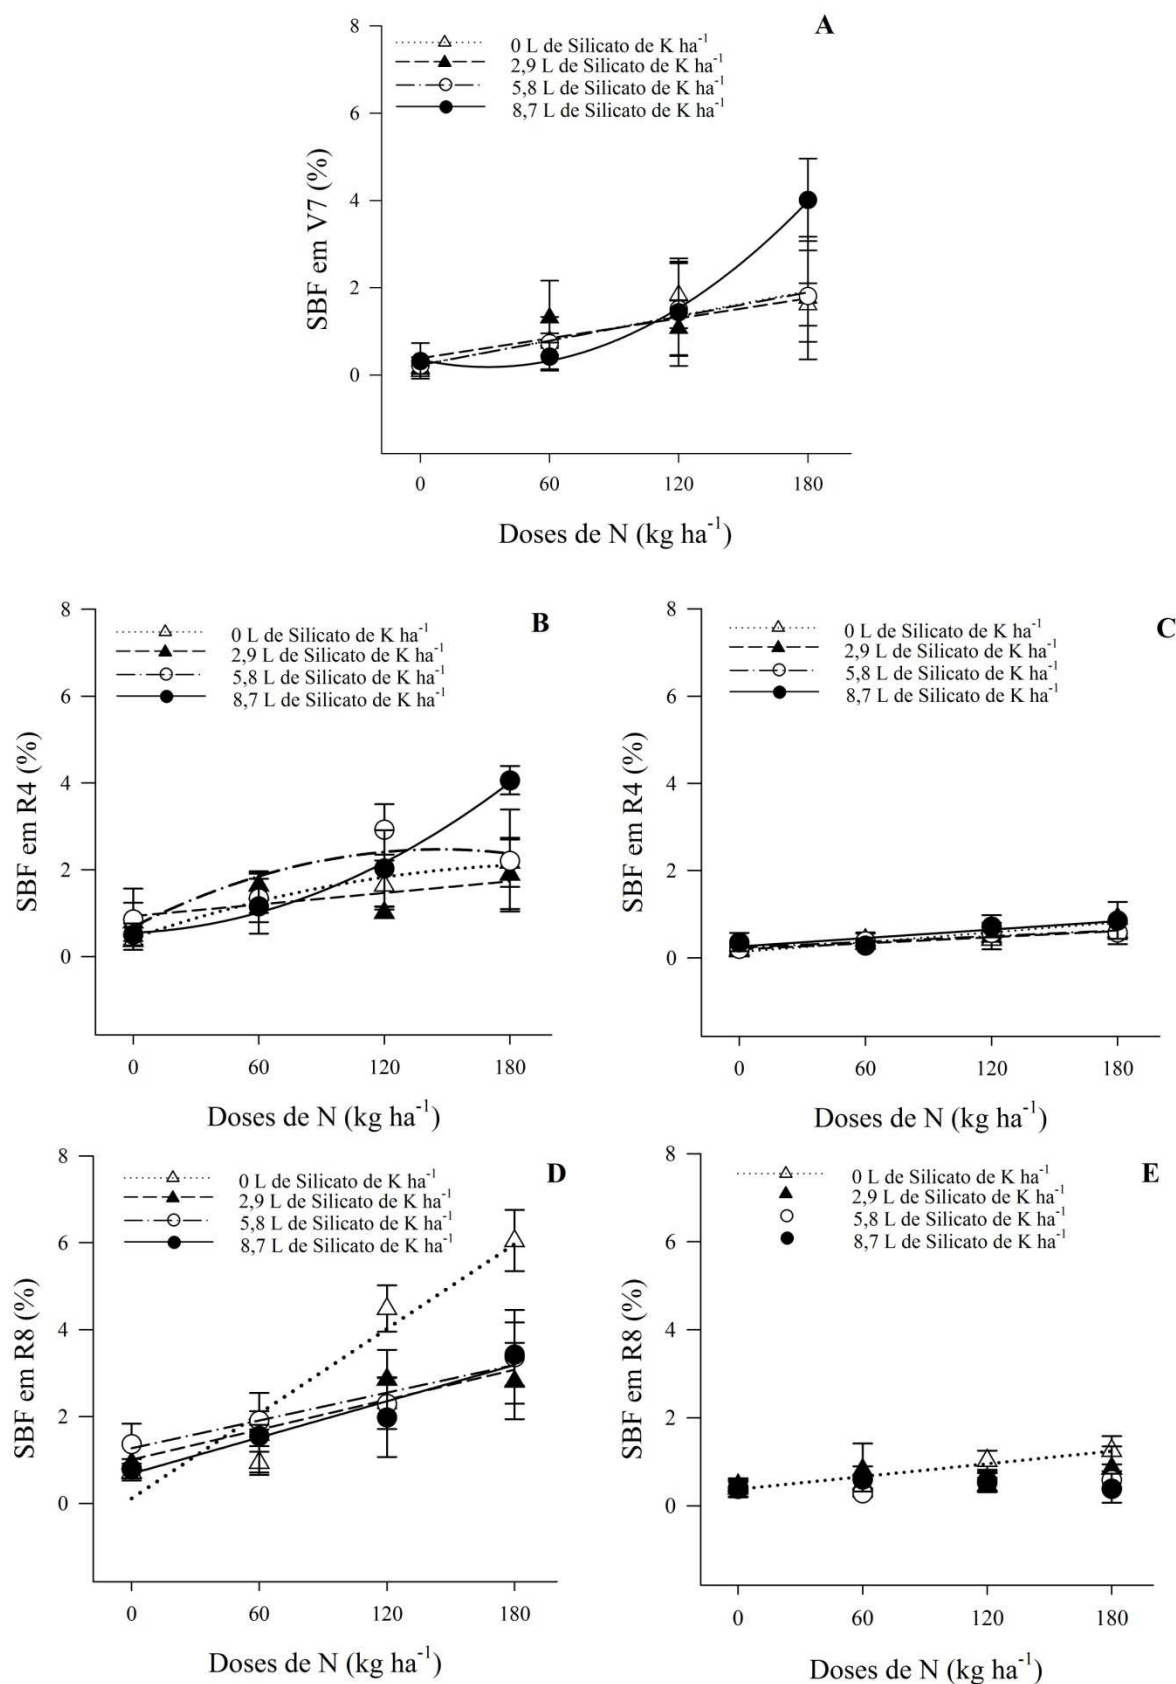 A
0 L de Silicato de K ha-1
2,9 L de Silicato de K ha-1
5,8 L de Silicato de K ha-1
8,7 L de Silicato de K ha-1
8
6
4
2
0
SBF em V7 (%)
0 60 120 180
Doses de N (kg ha-1)
B
0 L de Silicato de K ha-1
2,9 L de Silicato de K ha-1
5,8 L de Silicato de K ha-1
8,7 L de Silicato de K ha-1
8
6
4
2
0
SBF em R4 (%)
0 60 120 180
Doses de N (kg ha-1)
C
0 L de Silicato de K ha-1
2,9 L de Silicato de K ha-1
5,8 L de Silicato de K ha-1
8,7 L de Silicato de K ha-1
8
6
4
2
0
SBF em R4 (%)
0 60 120 180
Doses de N (kg ha-1)
D
0 L de Silicato de K ha-1
2,9 L de Silicato de K ha-1
5,8 L de Silicato de K ha-1
8,7 L de Silicato de K ha-1
8
6
4
2
0
SBF em R8 (%)
0 60 120 180
Doses de N (kg ha-1)
E
0 L de Silicato de K ha-1
2,9 L de Silicato de K ha-1
5,8 L de Silicato de K ha-1
8,7 L de Silicato de K ha-1
8
6
4
2
0
SBF em R8 (%)
0 60 120 180
Doses de N (kg ha-1)